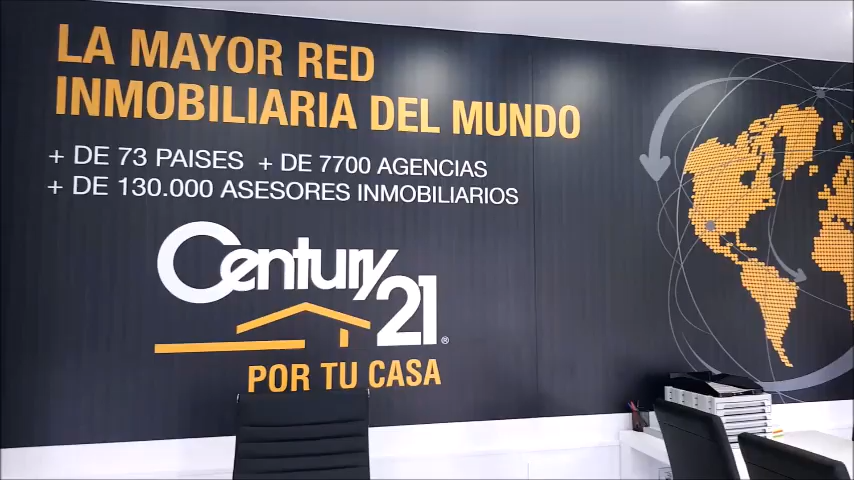 LA MAYOR RED
INMOBILIARIA DEL MUNDO
+ DE 73 PAISES + DE 7700 AGENCIAS
+ DE 130.000 ASESORES INMOBILIARIOS
Century
21®
POR TU CASA